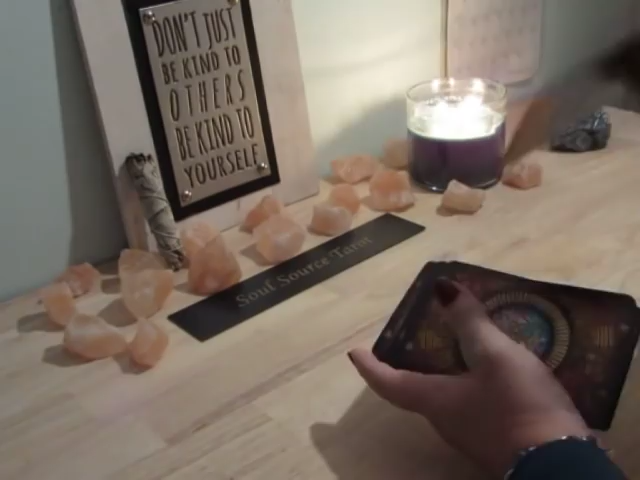 DON'T JUST
BE KIND TO
OTHERS
BE KIND TO
YOURSELF
Soul Source Tarot